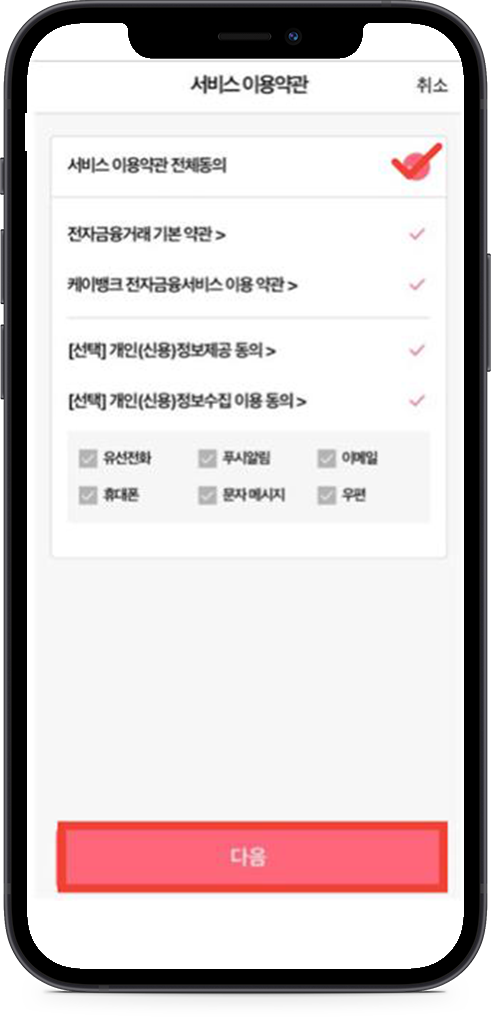 서비스 이용약관 취소
서비스 이용약관 전체동의
전자금융거래 기본 약관 >
케이뱅크 전자금융서비스 이용 약관 >
[선택] 개인(신용)정보제공 동의 >
[선택] 개인(신용)정보수집 이용 동의 >
유선전화 푸시알림 이메일
휴대폰 문자 메시지 우편
다음